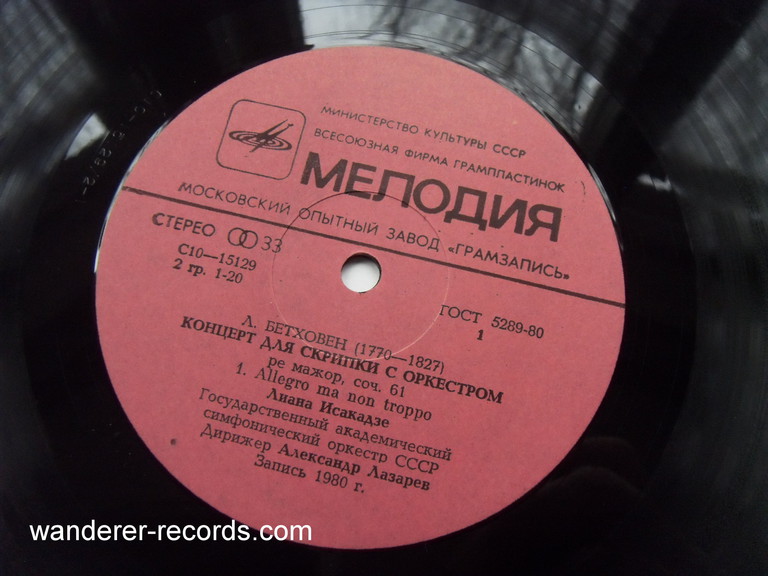 МИНИСТЕРСТВО КУЛЬТУРЫ СССР
ВСЕСОЮЗНАЯ ФИРМА ГРАМПЛАСТИНОК
МЕЛОДИЯ
МОСКОВСКИЙ ОПЫТНЫЙ ЗАВОД «ГРАМЗАПИСЬ»
СТЕРЕО 33
С10—15129
2 гр. 1-20
ГОСТ 5289-80
1
Л. БЕТХОВЕН (1770—1827)
КОНЦЕРТ ДЛЯ СКРИПКИ С ОРКЕСТРОМ
ре мажор, соч. 61
1. Allegro ma non troppo
Лиана Исакадзе
Государственный академический
симфонический оркестр СССР
Дирижер Александр Лазарев
Запись 1980 г.
wanderer-records.com